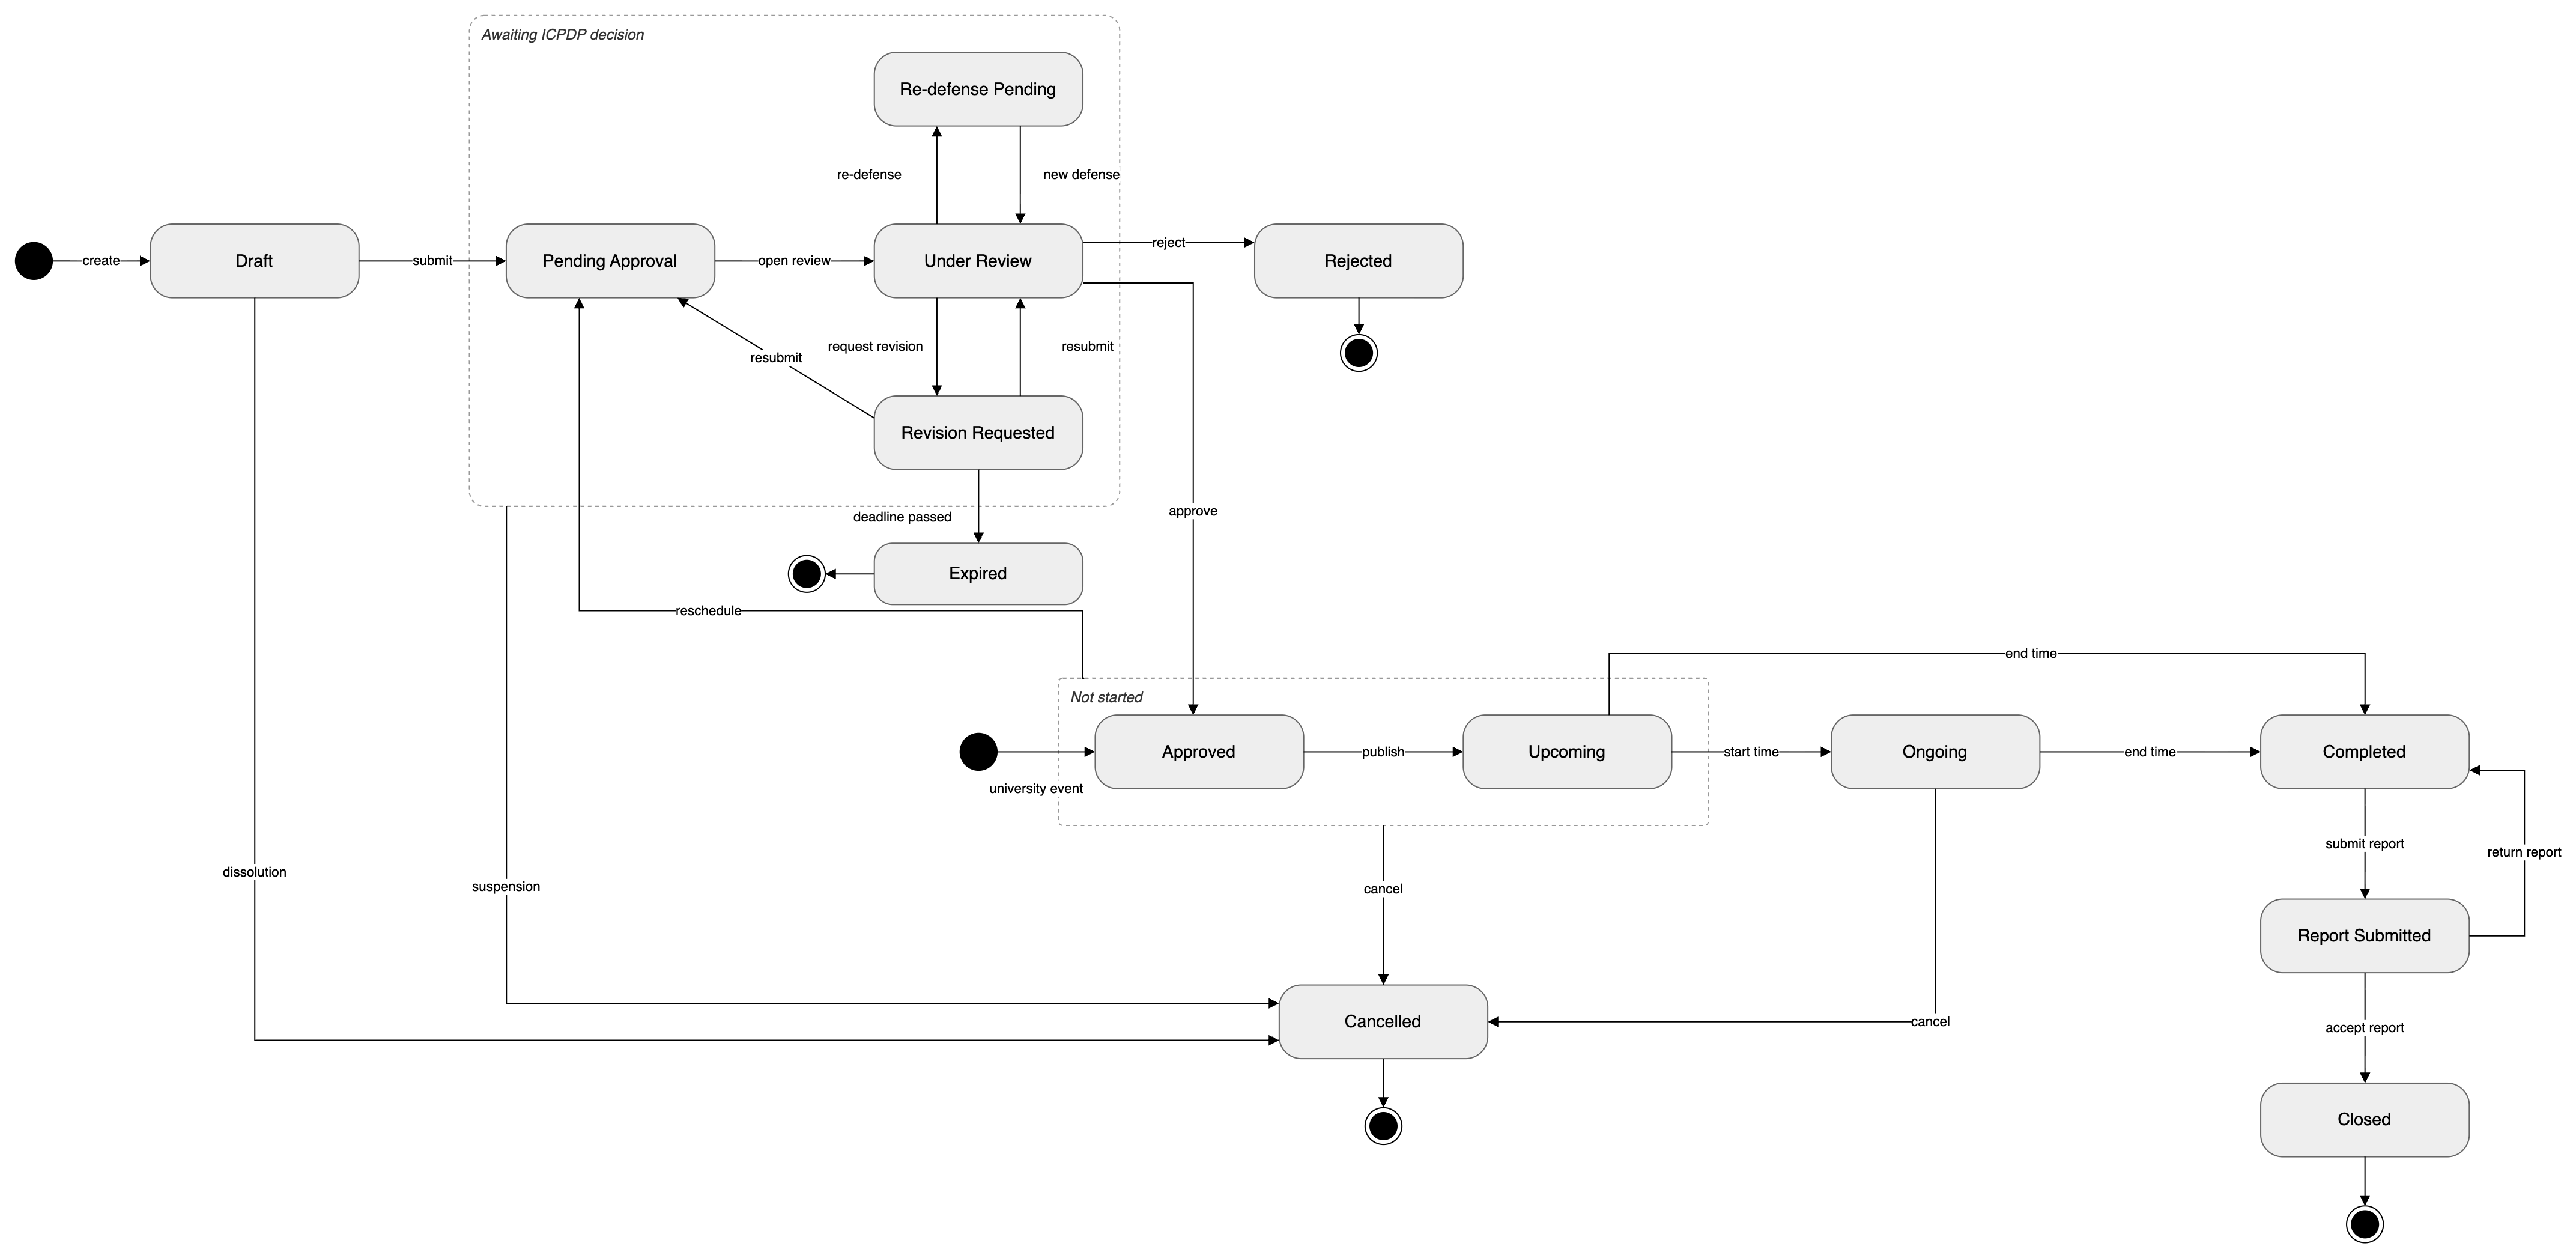 Awaiting ICPDP decision
Re-defense Pending
re-defense
new defense
create
Draft
submit
Pending Approval
open review
Under Review
reject
Rejected
resubmit
request revision
resubmit
Revision Requested
deadline passed
approve
Expired
reschedule
end time
Not started
Approved
publish
Upcoming
start time
Ongoing
end time
Completed
university event
submit report
return report
dissolution
suspension
cancel
Report Submitted
Cancelled
cancel
accept report
Closed